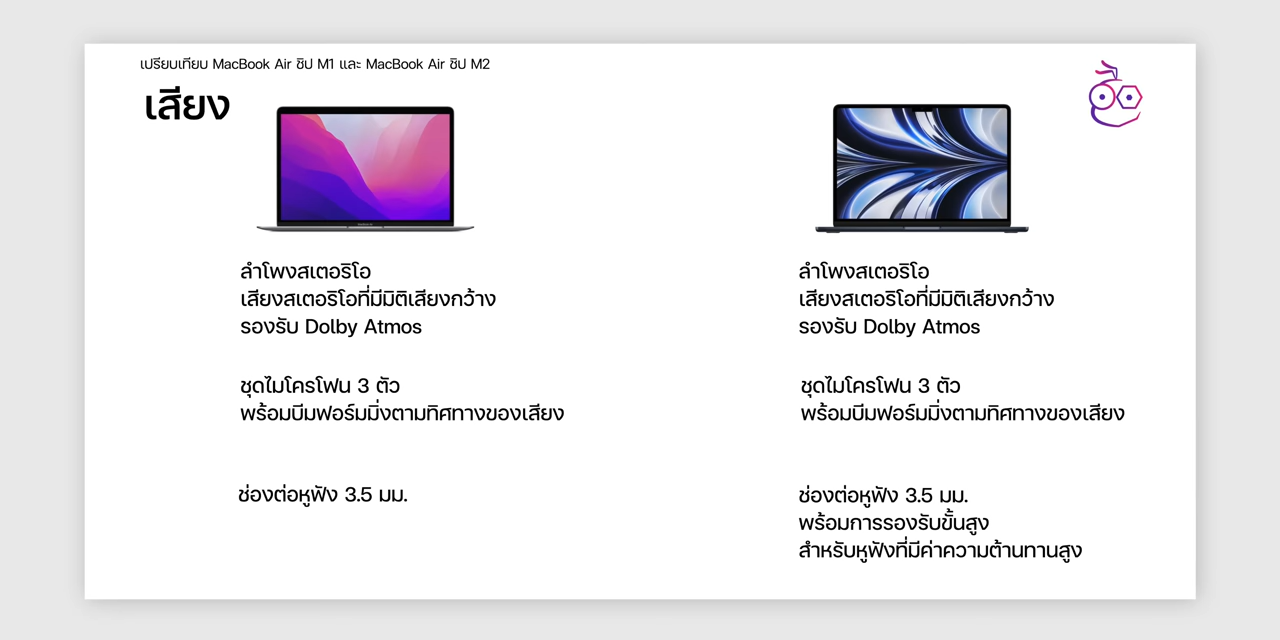 เปรียบเทียบ MacBook Air ชิป M1 และ MacBook Air ชิป M2
เสียง
ลำโพงสเตอริโอ
เสียงสเตอริโอที่มีมิติเสียงกว้าง
รองรับ Dolby Atmos
ชุดไมโครโฟน 3 ตัว
พร้อมบีมฟอร์มมิ่งตามทิศทางของเสียง
ช่องต่อหูฟัง 3.5 มม.
ลำโพงสเตอริโอ
เสียงสเตอริโอที่มีมิติเสียงกว้าง
รองรับ Dolby Atmos
ชุดไมโครโฟน 3 ตัว
พร้อมบีมฟอร์มมิ่งตามทิศทางของเสียง
ช่องต่อหูฟัง 3.5 มม.
พร้อมการรองรับขั้นสูง
สำหรับหูฟังที่มีค่าความต้านทานสูง